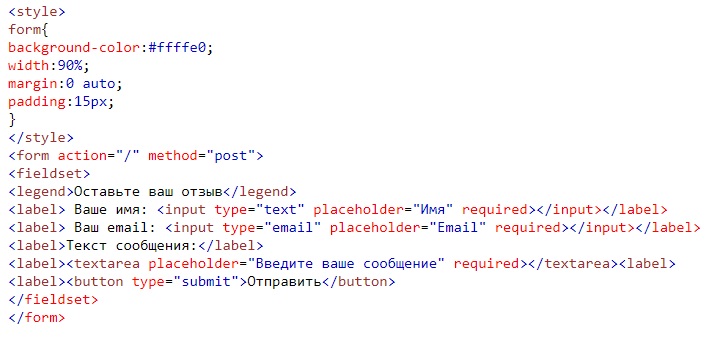 <style>
form{
background-color:#ffffe0;
width:90%;
margin:0 auto;
padding:15px;
}
</style>
<form action="/" method="post">
<fieldset>
<legend>Оставьте ваш отзыв</legend>
<label> Ваше имя: <input type="text" placeholder="Имя" required></input></label>
<label> Ваш email: <input type="email" placeholder="Email" required></input></label>
<label>Текст сообщения:</label>
<label><textarea placeholder="Введите ваше сообщение" required></textarea><label>
<label><button type="submit">Отправить</button>
</fieldset>
</form>